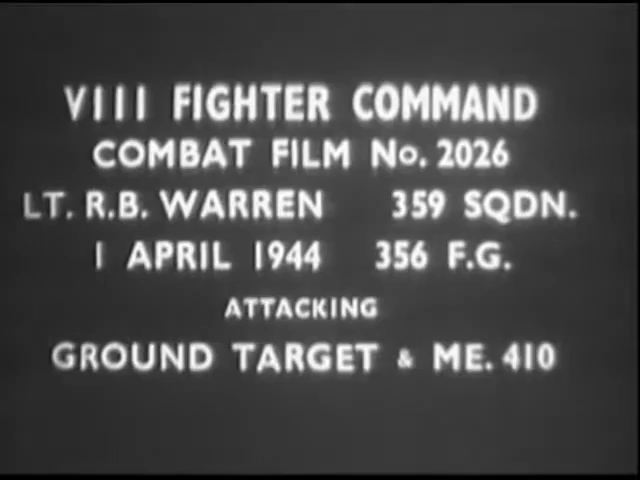 VIII FIGHTER COMMAND
COMBAT FILM No. 2026
LT. R.B. WARREN 359 SQDN.
1 APRIL 1944 356 F.G.
ATTACKING
GROUND TARGET & ME. 410